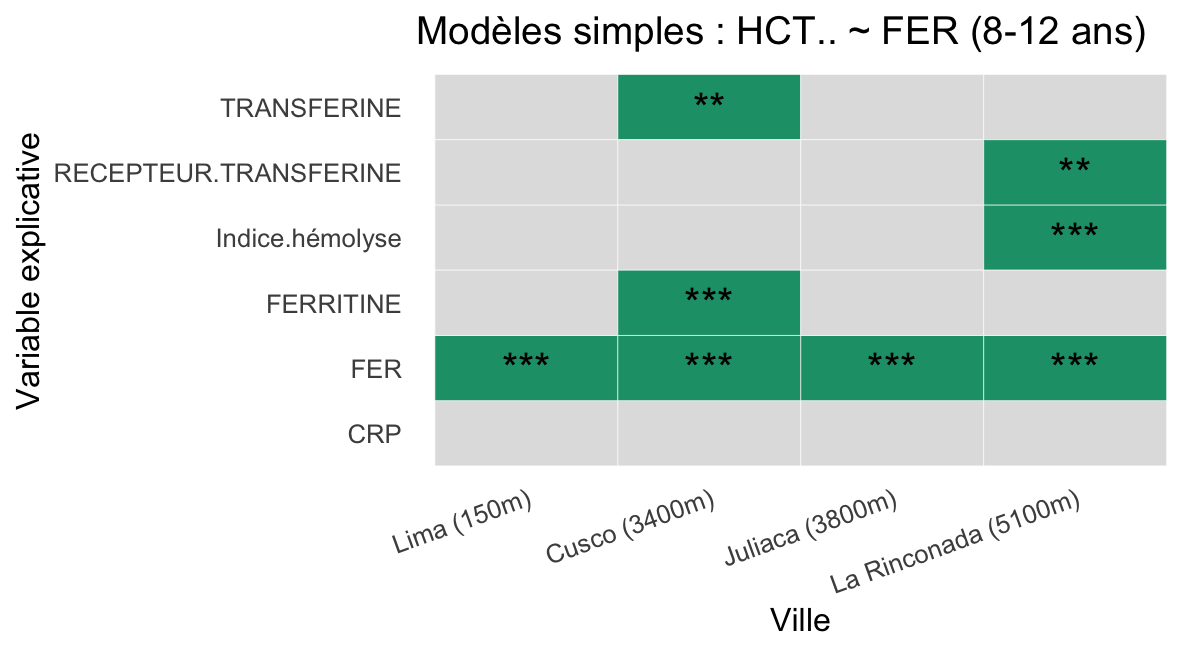 Modèles simples : HCT.. ~ FER (8-12 ans)
Variable explicative
TRANSFERINE
**
RECEPTEUR.TRANSFERINE
**
Indice.hémolyse
***
FERRITINE
***
FER
*** *** *** ***
CRP
Lima (150m)
Cusco (3400m)
Juliaca (3800m)
La Rinconada (5100m)
Ville